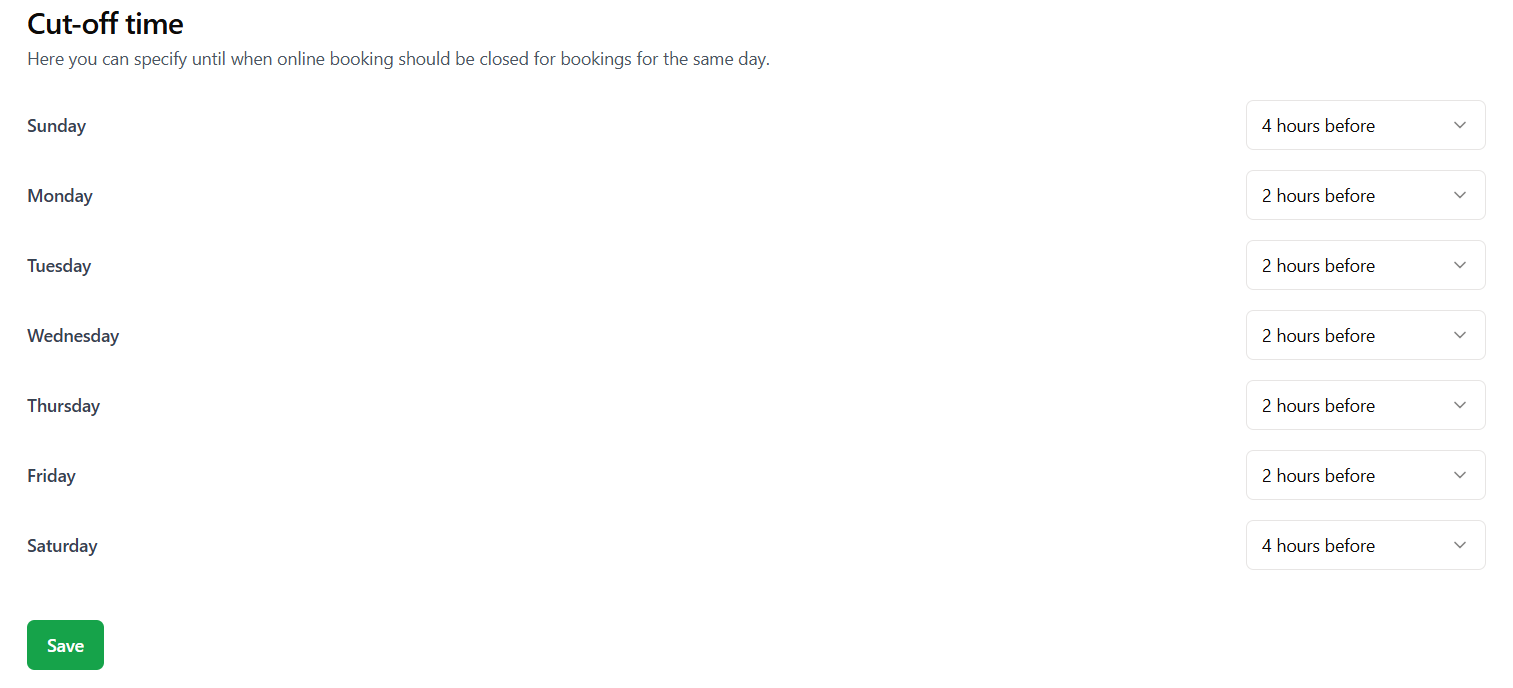 Cut-off time
Here you can specify until when online booking should be closed for bookings for the same day.
Sunday 4 hours before
Monday 2 hours before
Tuesday 2 hours before
Wednesday 2 hours before
Thursday 2 hours before
Friday 2 hours before
Saturday 4 hours before
Save